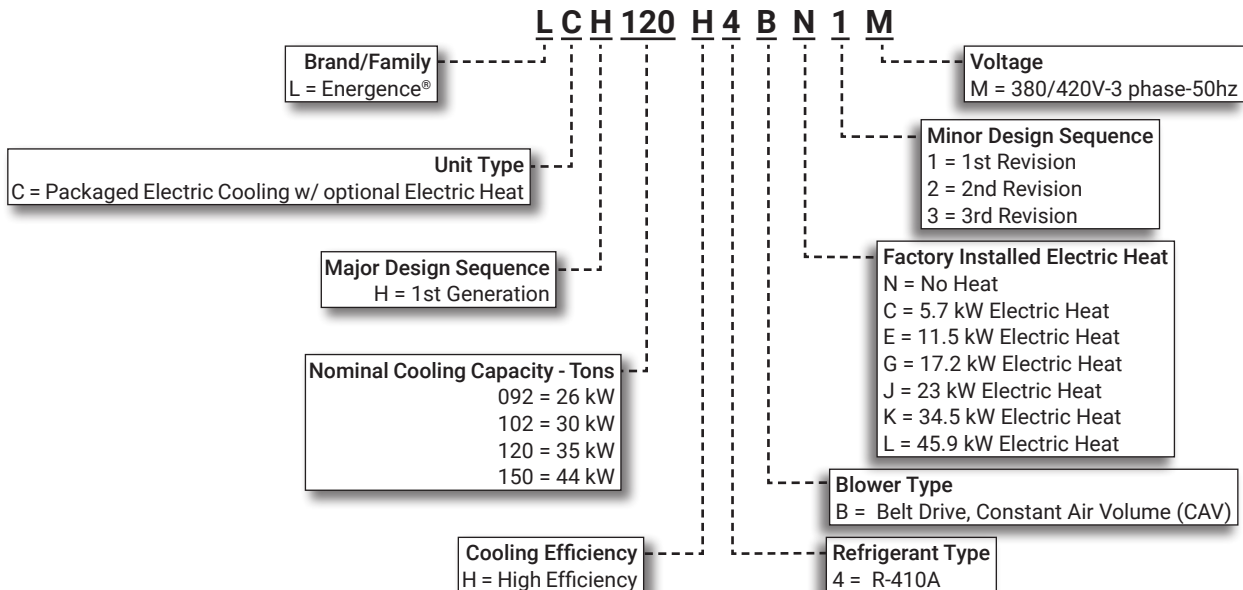 L C H 120 H 4 B N 1 M
Brand/Family
L = Energence®
Unit Type
C = Packaged Electric Cooling w/ optional Electric Heat
Major Design Sequence
H = 1st Generation
Nominal Cooling Capacity - Tons
092 = 26 kW
102 = 30 kW
120 = 35 kW
150 = 44 kW
Cooling Efficiency
H = High Efficiency
Voltage
M = 380/420V-3 phase-50hz
Minor Design Sequence
1 = 1st Revision
2 = 2nd Revision
3 = 3rd Revision
Factory Installed Electric Heat
N = No Heat
C = 5.7 kW Electric Heat
E = 11.5 kW Electric Heat
G = 17.2 kW Electric Heat
J = 23 kW Electric Heat
K = 34.5 kW Electric Heat
L = 45.9 kW Electric Heat
Blower Type
B = Belt Drive, Constant Air Volume (CAV)
Refrigerant Type
4 = R-410A